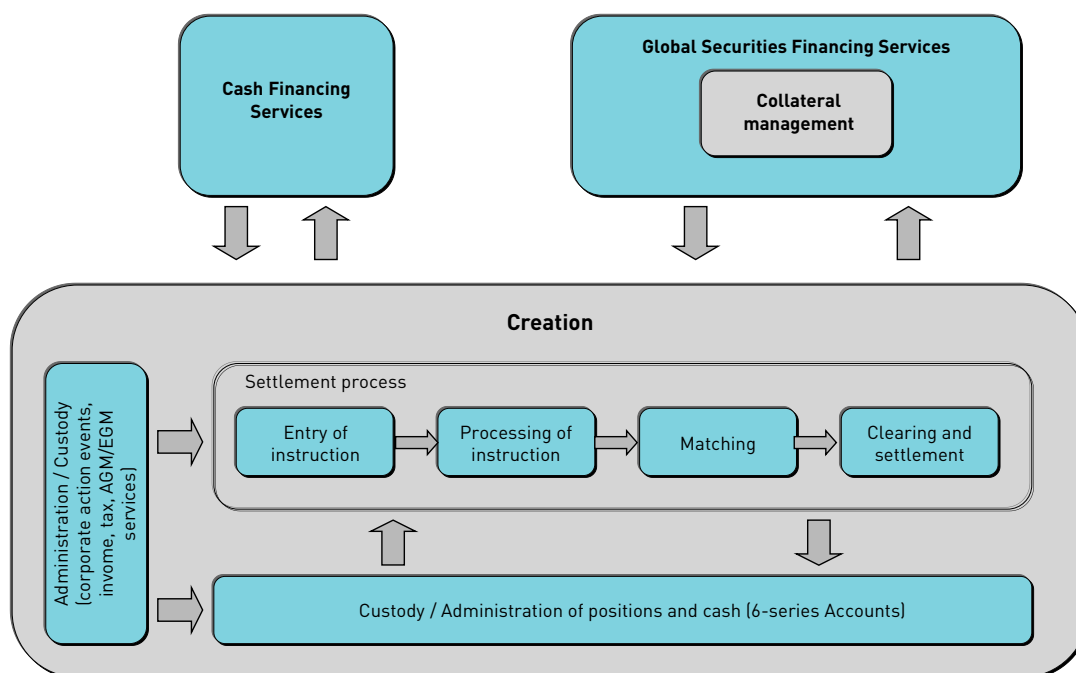 Cash Financing
Services
Global Securities Financing Services
Collateral
management
Creation
Administration / Custody
(corporate action events,
invome, tax, AGM/EGM
services)
Settlement process
Entry of
instruction
Processing of
instruction
Matching
Clearing and
settlement
Custody / Administration of positions and cash (6-series Accounts)